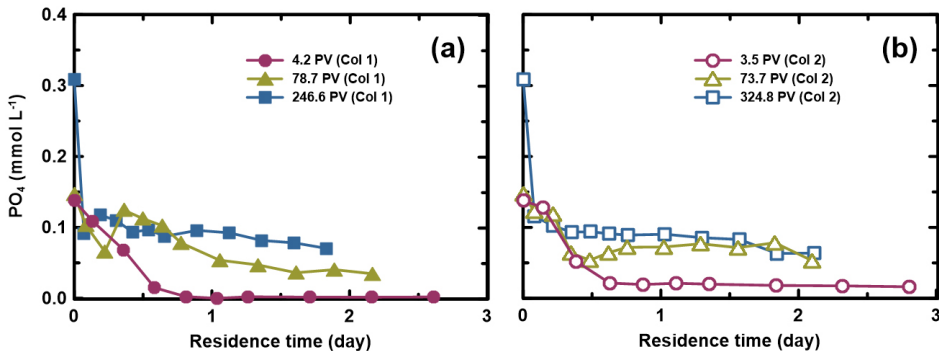 (a)
4.2 PV (Col 1)
78.7 PV (Col 1)
246.6 PV (Col 1)
PO₄ (mmol L⁻¹)
0.4
0.3
0.2
0.1
0.0
0
1
2
3
Residence time (day)
(b)
3.5 PV (Col 2)
73.7 PV (Col 2)
324.8 PV (Col 2)
0
1
2
3
Residence time (day)